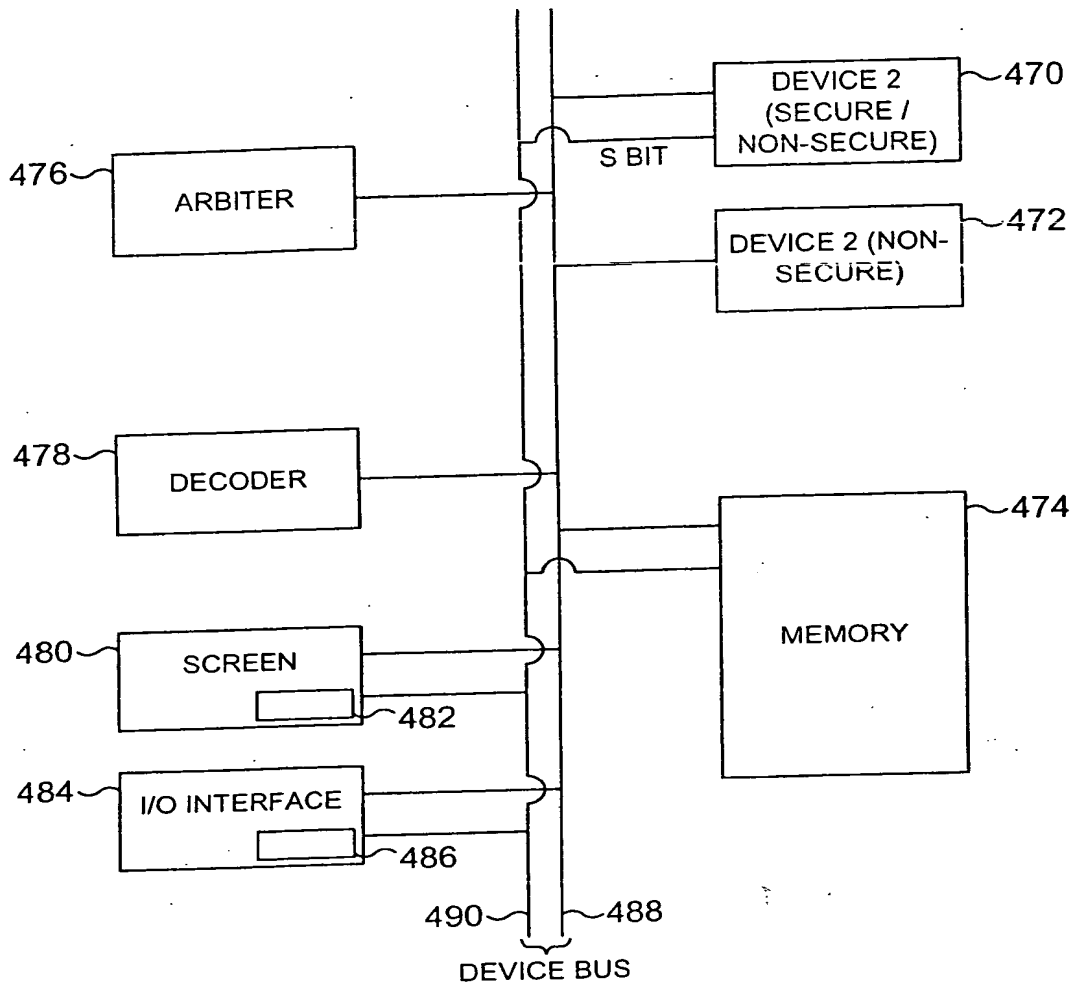 DEVICE 2
(SECURE /
NON-SECURE)
470
S BIT
476
ARBITER
472
DEVICE 2 (NON-
SECURE)
478
DECODER
474
MEMORY
480
SCREEN
482
484
I/O INTERFACE
486
490
488
DEVICE BUS